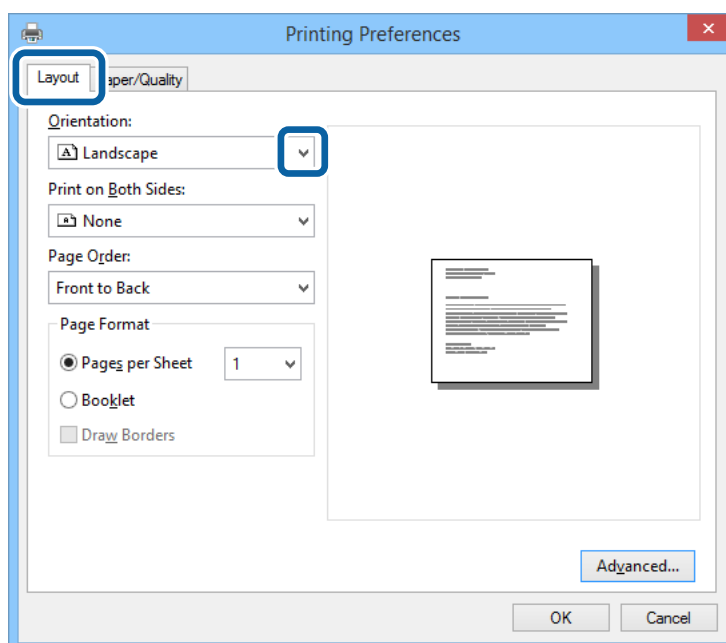 Printing Preferences
Layout
aper/Quality
Orientation:
Landscape
Print on Both Sides:
None
Page Order:
Front to Back
Page Format
Pages per Sheet 1
Booklet
Draw Borders
Advanced...
OK Cancel